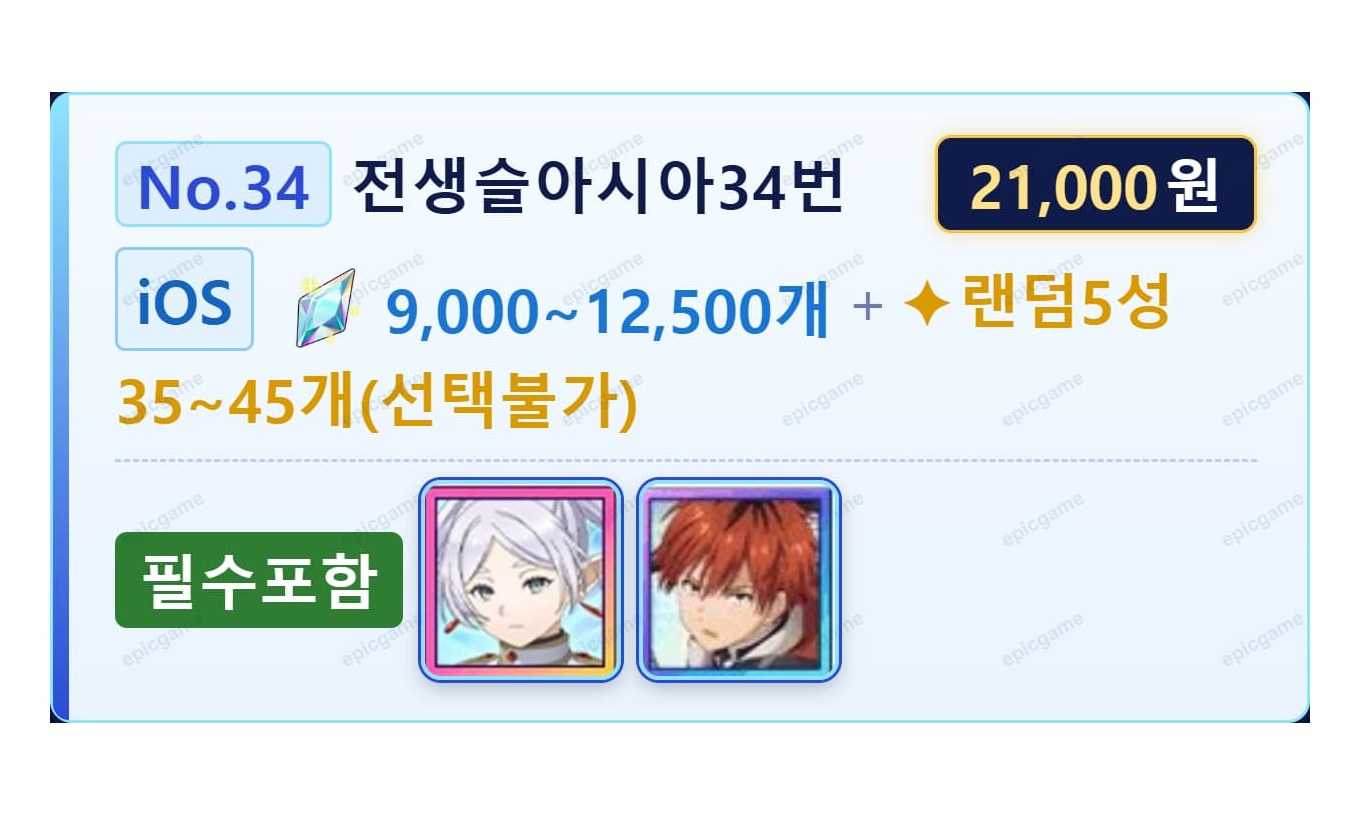 No.34 전생슬아시아34번 21,000원
iOS 9,000~12,500개 + ✦랜덤5성
35~45개(선택불가)
필수포함
epicgame